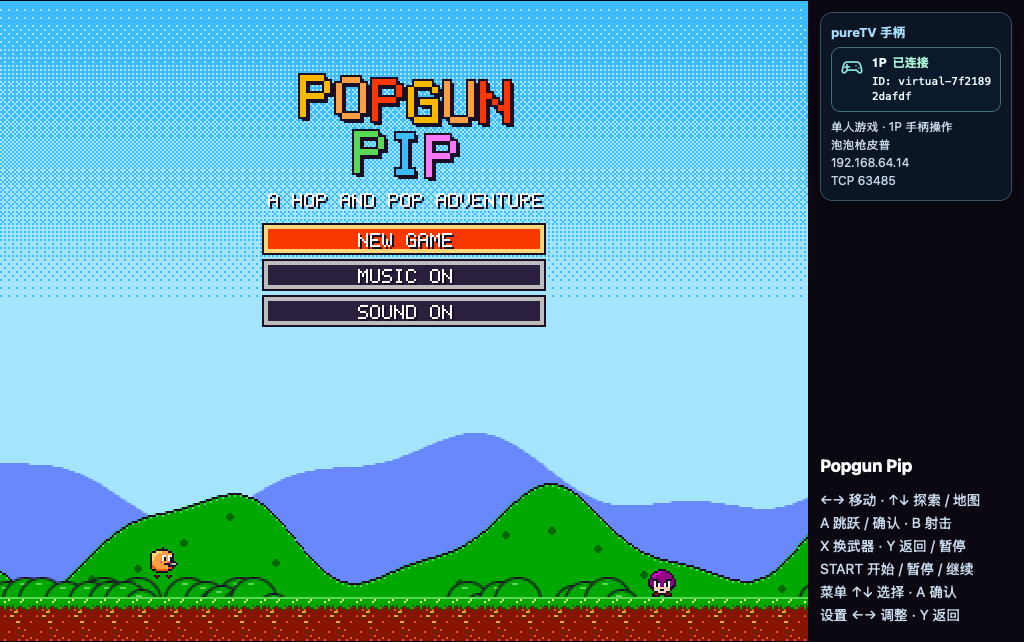 POPGUN
PIP
A HOP AND POP ADVENTURE
NEW GAME
MUSIC ON
SOUND ON
pureTV 手柄
1P 已连接
ID: virtual-7f2189
2dafdf
单人游戏 · 1P 手柄操作
泡泡枪皮普
192.168.64.14
TCP 63485
Popgun Pip
←→ 移动 · ↑↓ 探索 / 地图
A 跳跃 / 确认 · B 射击
X 换武器 · Y 返回 / 暂停
START 开始 / 暂停 / 继续
菜单 ↑↓ 选择 · A 确认
设置 ←→ 调整 · Y 返回